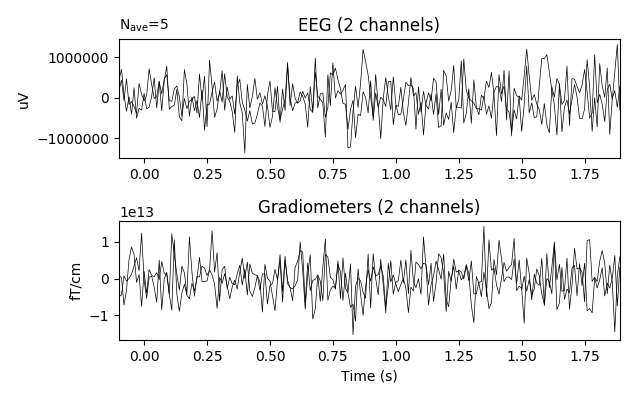 N_ave=5
EEG (2 channels)
1000000
0
−1000000
uV
0.00 0.25 0.50 0.75 1.00 1.25 1.50 1.75
1e13
Gradiometers (2 channels)
1
0
−1
fT/cm
0.00 0.25 0.50 0.75 1.00 1.25 1.50 1.75
Time (s)